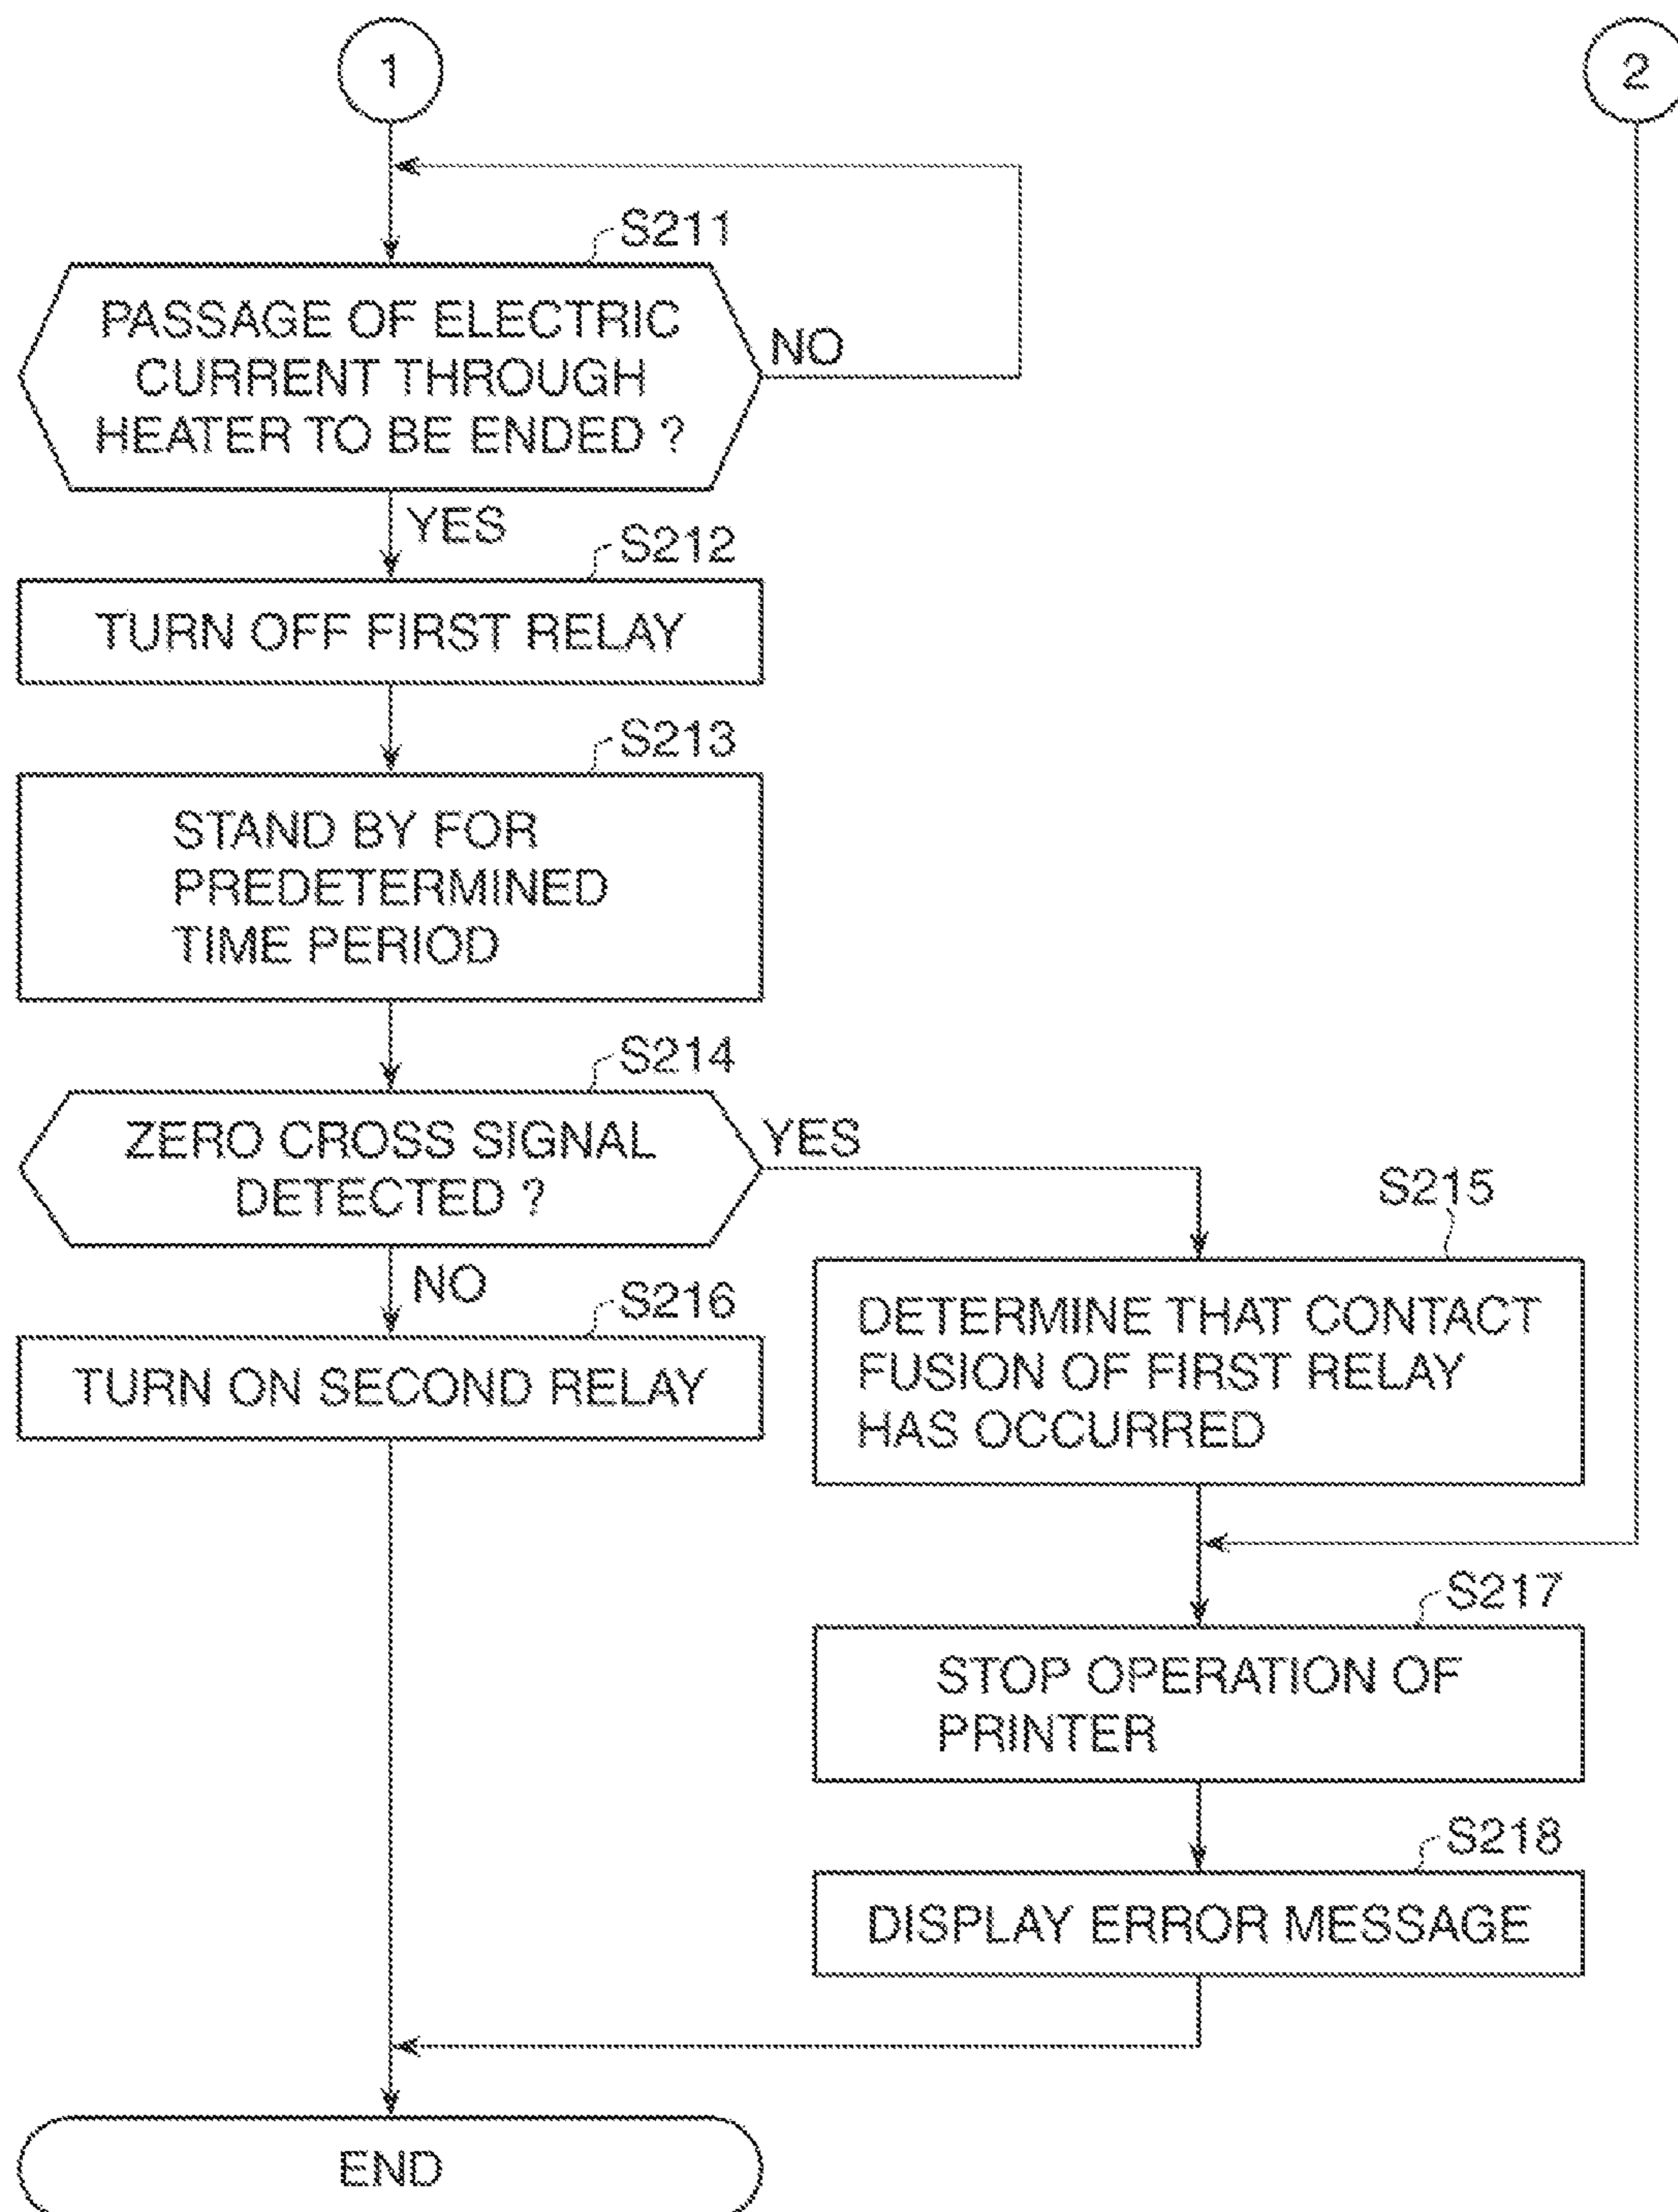 1
2
S211
PASSAGE OF ELECTRIC
CURRENT THROUGH
HEATER TO BE ENDED ?
NO
YES
S212
TURN OFF FIRST RELAY
S213
STAND BY FOR
PREDETERMINED
TIME PERIOD
S214
ZERO CROSS SIGNAL
DETECTED ?
YES
NO
S215
DETERMINE THAT CONTACT
FUSION OF FIRST RELAY
HAS OCCURRED
S216
TURN ON SECOND RELAY
S217
STOP OPERATION OF
PRINTER
S218
DISPLAY ERROR MESSAGE
END